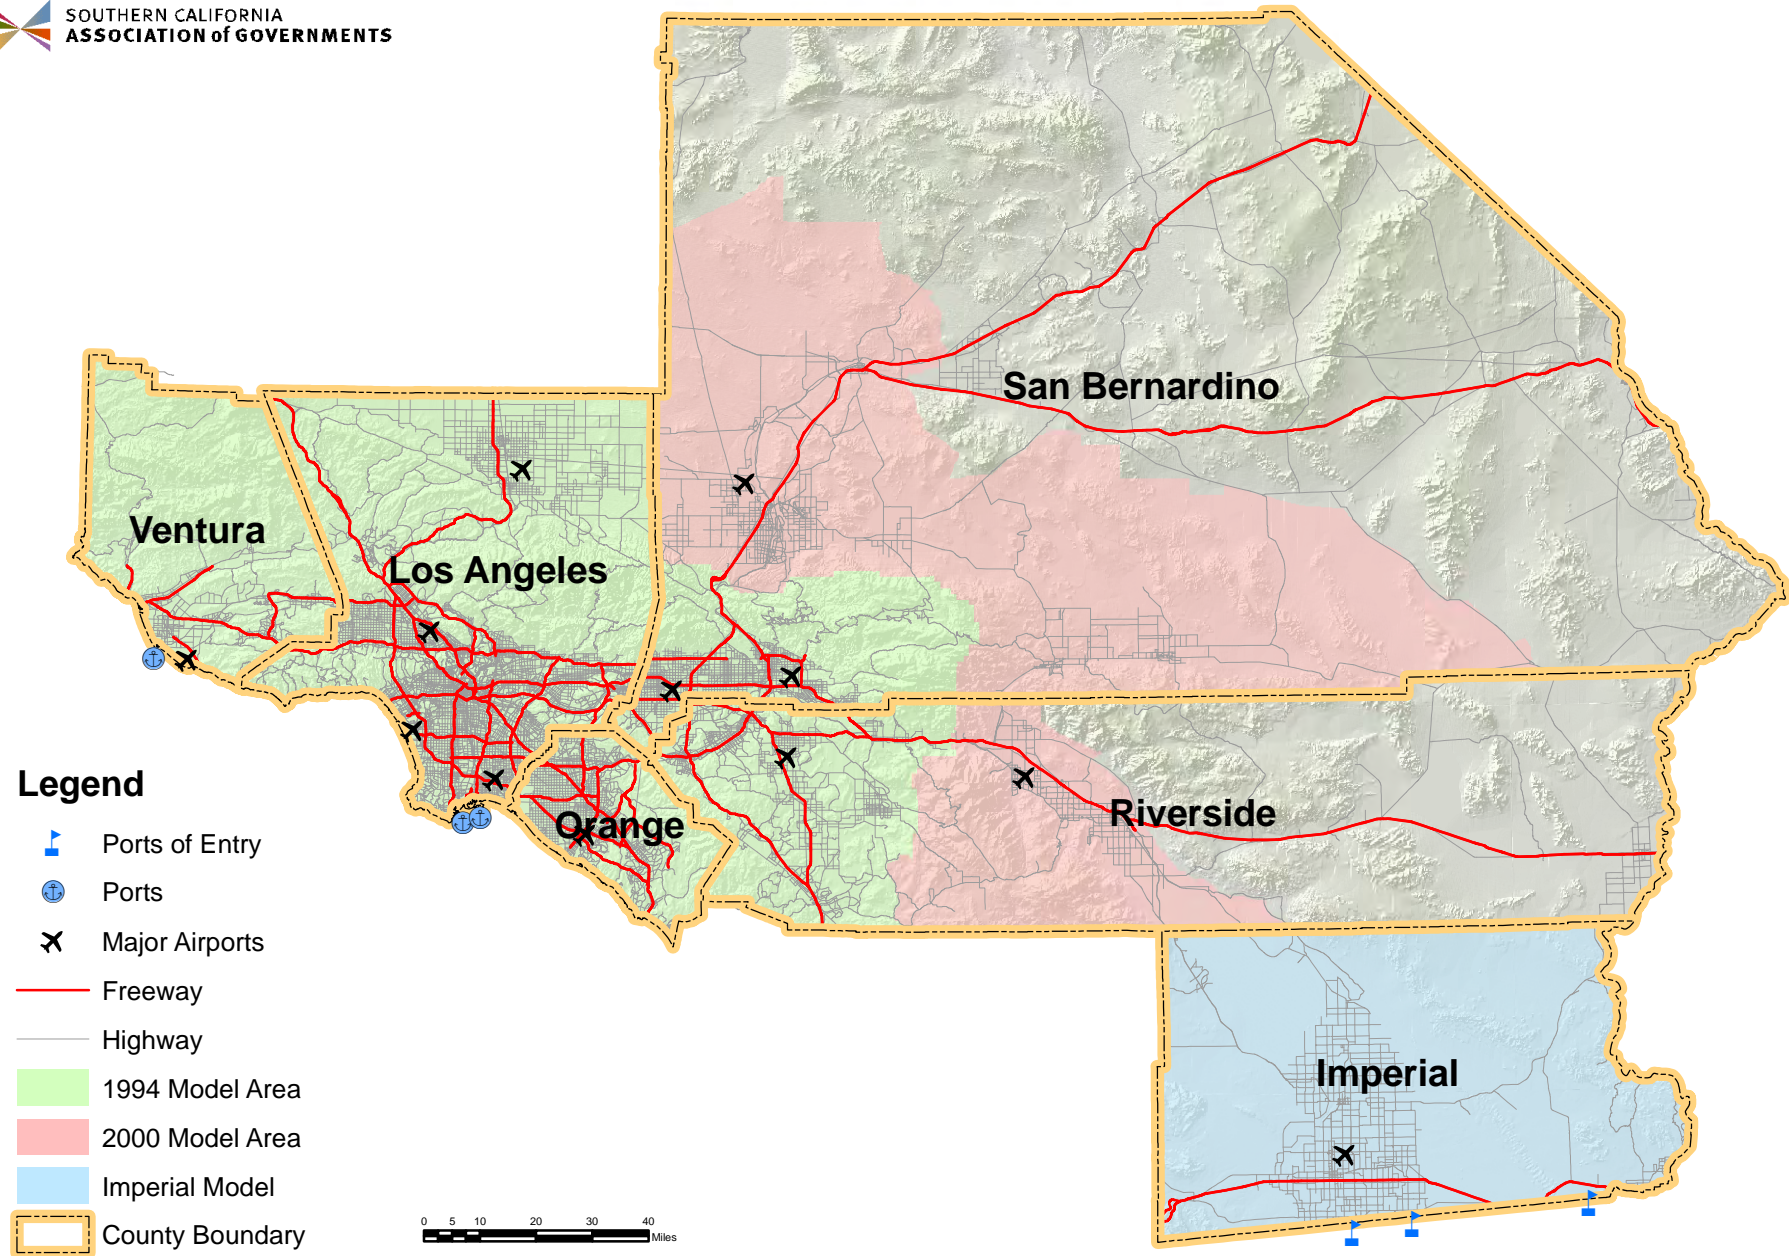 SOUTHERN CALIFORNIA
ASSOCIATION of GOVERNMENTS
San Bernardino
Ventura
Los Angeles
Orange
Riverside
Imperial
Legend
Ports of Entry
Ports
Major Airports
Freeway
Highway
1994 Model Area
2000 Model Area
Imperial Model
County Boundary
0 5 10 20 30 40
Miles